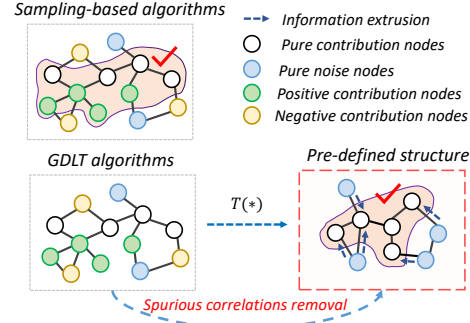 Sampling-based algorithms
Information extrusion
Pure contribution nodes
Pure noise nodes
Positive contribution nodes
Negative contribution nodes
GDLT algorithms
Pre-defined structure
T(*)
Spurious correlations removal